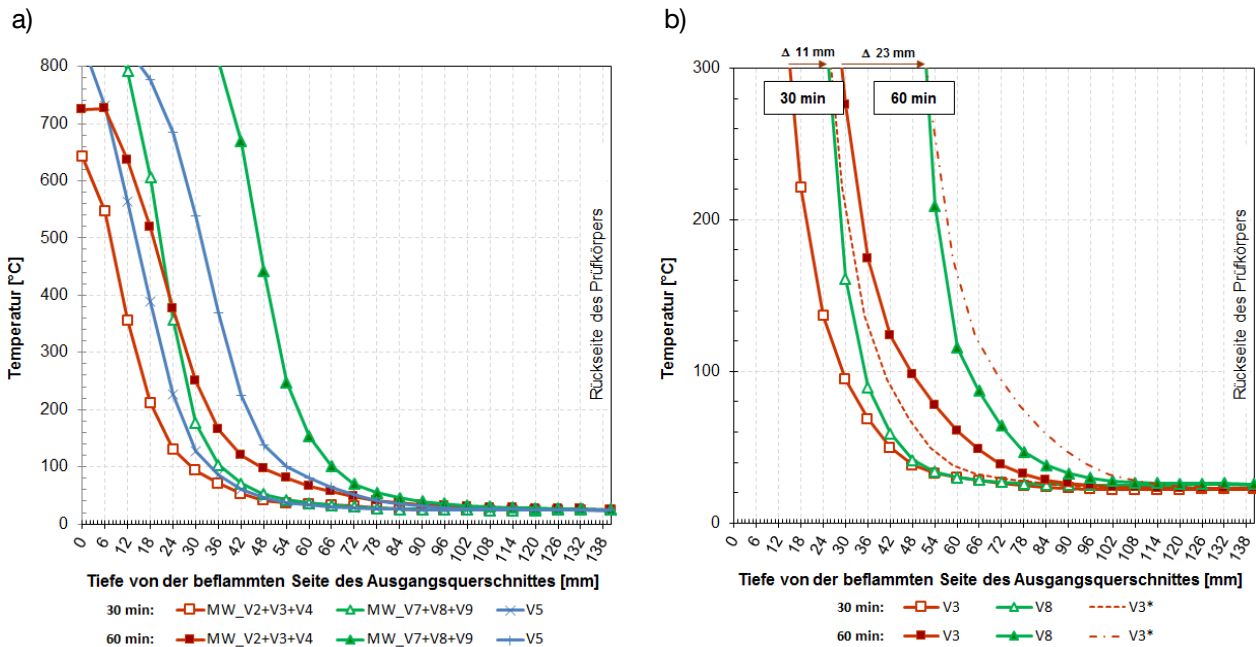 a)
800
700
600
500
400
300
200
100
0
Temperatur [°C]
0 6 12 18 24 30 36 42 48 54 60 66 72 78 84 90 96 102 108 114 120 126 132 138
Rückseite des Prüfkörpers
Tiefe von der beflammten Seite des Ausgangsquerschnittes [mm]
30 min: MW_V2+V3+V4 MW_V7+V8+V9 V5
60 min: MW_V2+V3+V4 MW_V7+V8+V9 V5
b)
Δ 11 mm Δ 23 mm
30 min 60 min
300
200
100
0
Temperatur [°C]
0 6 12 18 24 30 36 42 48 54 60 66 72 78 84 90 96 102 108 114 120 126 132 138
Rückseite des Prüfkörpers
Tiefe von der beflammten Seite des Ausgangsquerschnittes [mm]
30 min: V3 V8 V3*
60 min: V3 V8 V3*